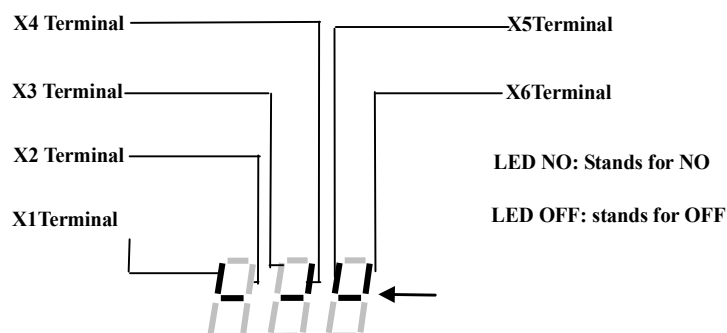 X4 Terminal
X5Terminal
X3 Terminal
X6Terminal
X2 Terminal
LED NO: Stands for NO
X1Terminal
LED OFF: stands for OFF